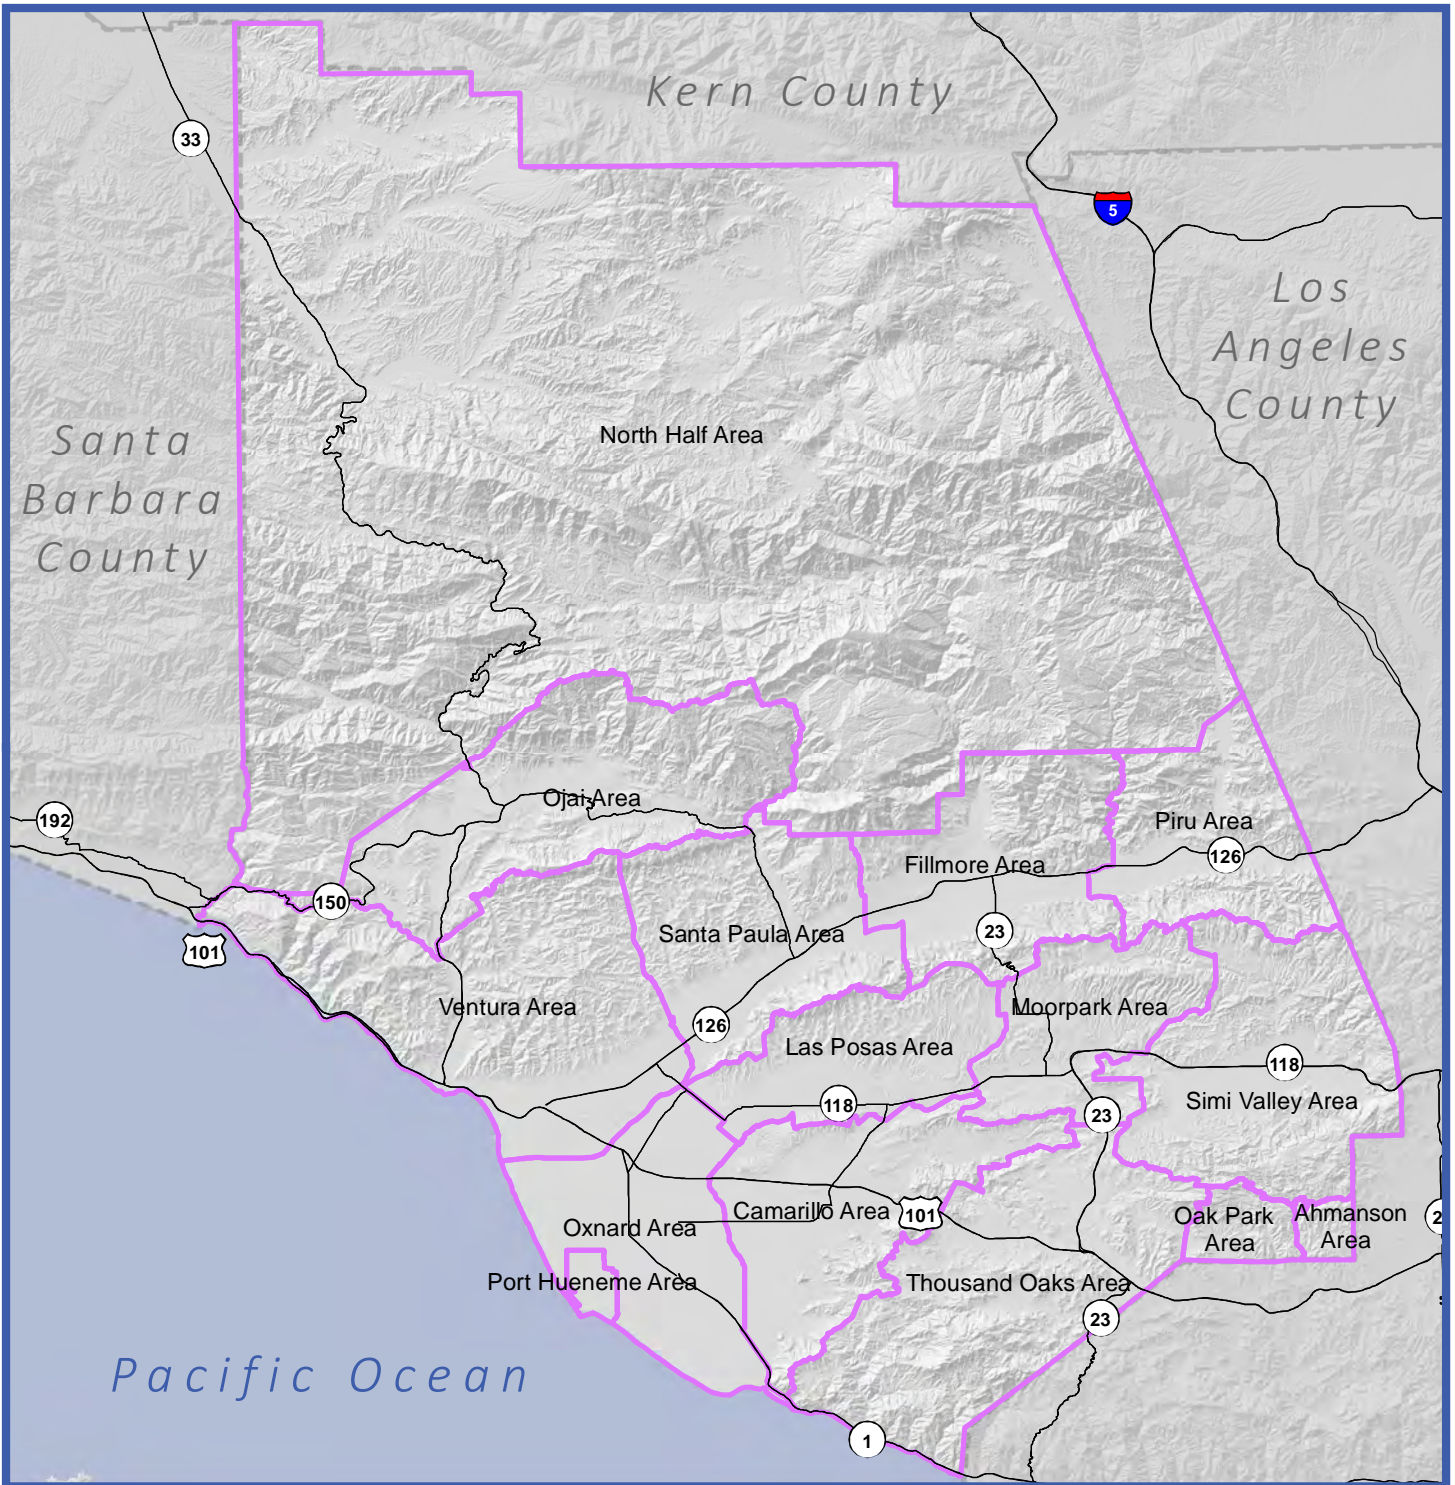 Kern County
33
5
Los
Angeles
County
Santa
Barbara
County
North Half Area
Ojai Area
192
Piru Area
126
Fillmore Area
150
23
Santa Paula Area
101
Ventura Area
Moorpark Area
126
Las Posas Area
118
118
Simi Valley Area
23
Camarillo Area
101
Oak Park
Area
Ahmanson
Area
2
Oxnard Area
Port Hueneme Area
Thousand Oaks Area
23
Pacific Ocean
1